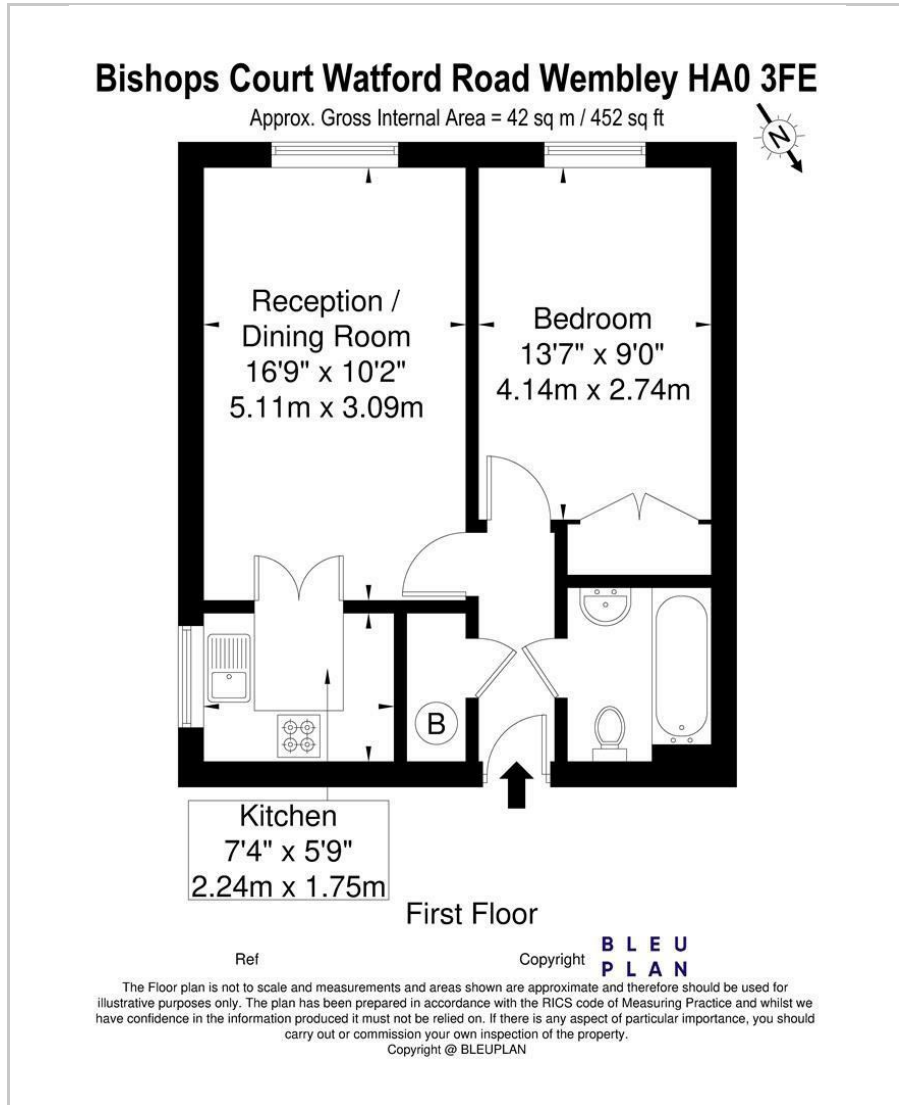 Bishops Court Watford Road Wembley HA0 3FE
Approx. Gross Internal Area = 42 sq m / 452 sq ft
N
Reception /
Dining Room
16'9" x 10'2"
5.11m x 3.09m
Bedroom
13'7" x 9'0"
4.14m x 2.74m
B
Kitchen
7'4" x 5'9"
2.24m x 1.75m
First Floor
Ref
Copyright
BLEU
PLAN
The Floor plan is not to scale and measurements and areas shown are approximate and therefore should be used for
illustrative purposes only. The plan has been prepared in accordance with the RICS code of Measuring Practice and whilst we
have confidence in the information produced it must not be relied on. If there is any aspect of particular importance, you should
carry out or commission your own inspection of the property.
Copyright @ BLEUPLAN